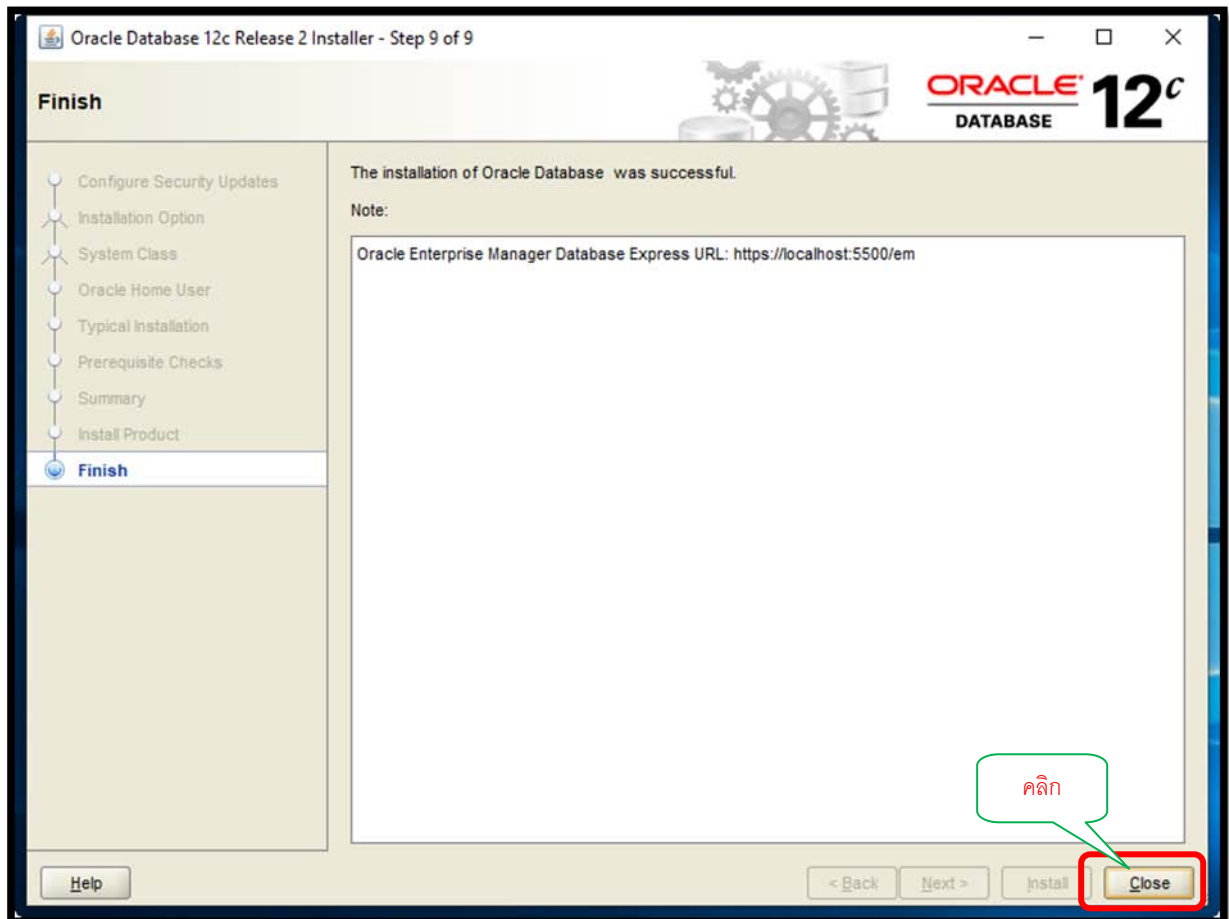 Oracle Database 12c Release 2 Installer - Step 9 of 9
Finish
ORACLE
DATABASE
12c
Configure Security Updates
Installation Option
System Class
Oracle Home User
Typical Installation
Prerequisite Checks
Summary
Install Product
Finish
The installation of Oracle Database was successful.
Note:
Oracle Enterprise Manager Database Express URL: https://localhost:5500/em
คลิก
Help
< Back
Next >
Install
Close